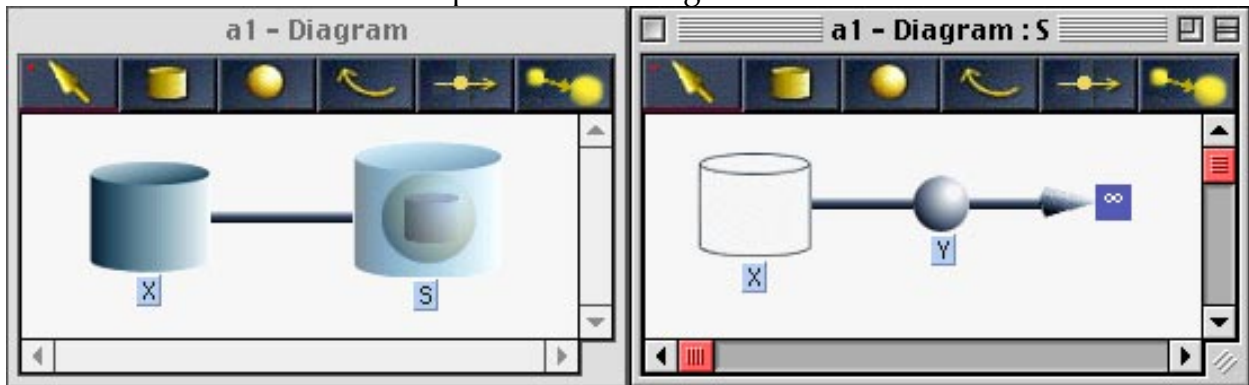 a1 - Diagram
X
S
a1 - Diagram : S
X
Y
∞